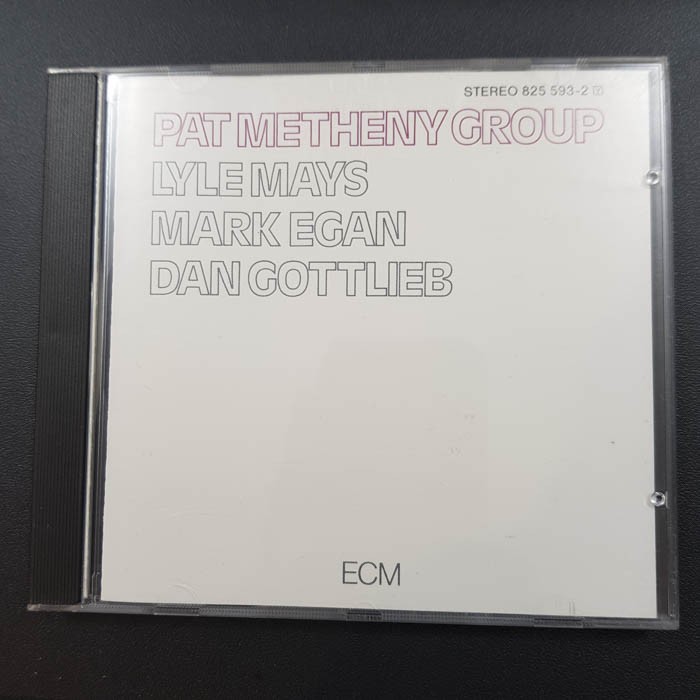 STEREO 825 593-2
PAT METHENY GROUP
LYLE MAYS
MARK EGAN
DAN GOTTLIEB
ECM